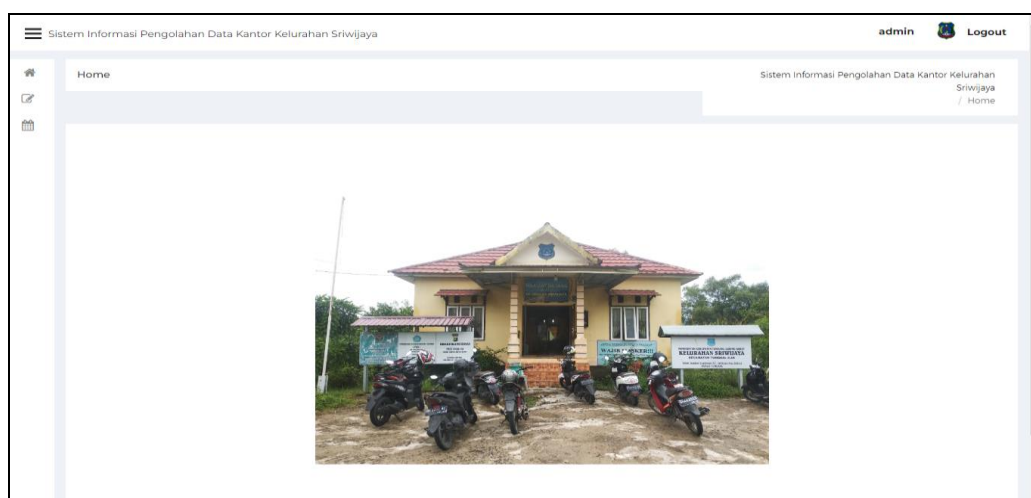 Sistem Informasi Pengolahan Data Kantor Kelurahan Sriwijaya
admin
Logout
Home
Sistem Informasi Pengolahan Data Kantor Kelurahan
Sriwijaya
/ Home
KELURAHAN SRIWIJAYA